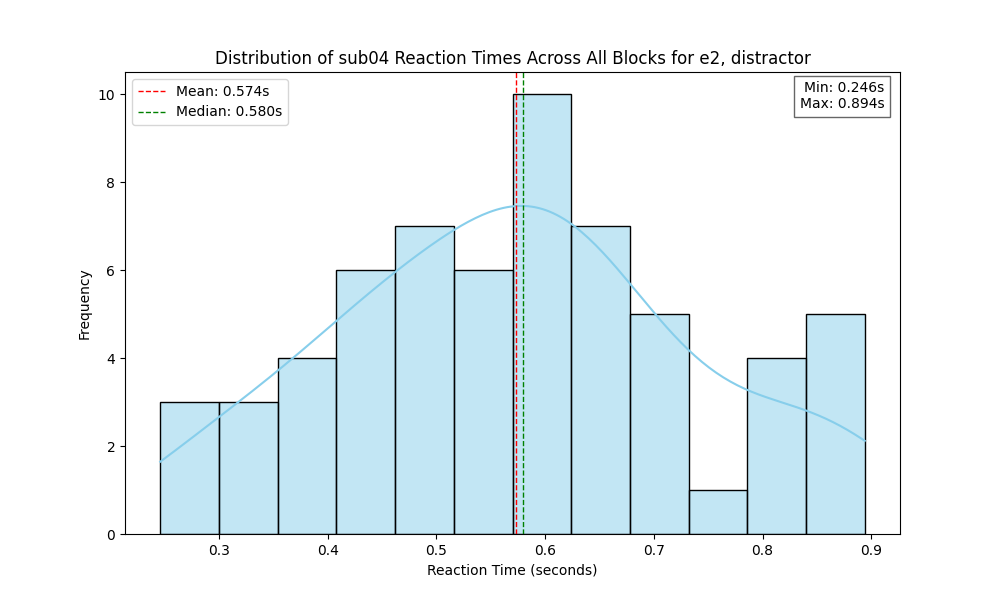 Distribution of sub04 Reaction Times Across All Blocks for e2, distractor
Mean: 0.574s
Median: 0.580s
Min: 0.246s
Max: 0.894s
10
8
6
4
2
0
Frequency
0.3 0.4 0.5 0.6 0.7 0.8 0.9
Reaction Time (seconds)